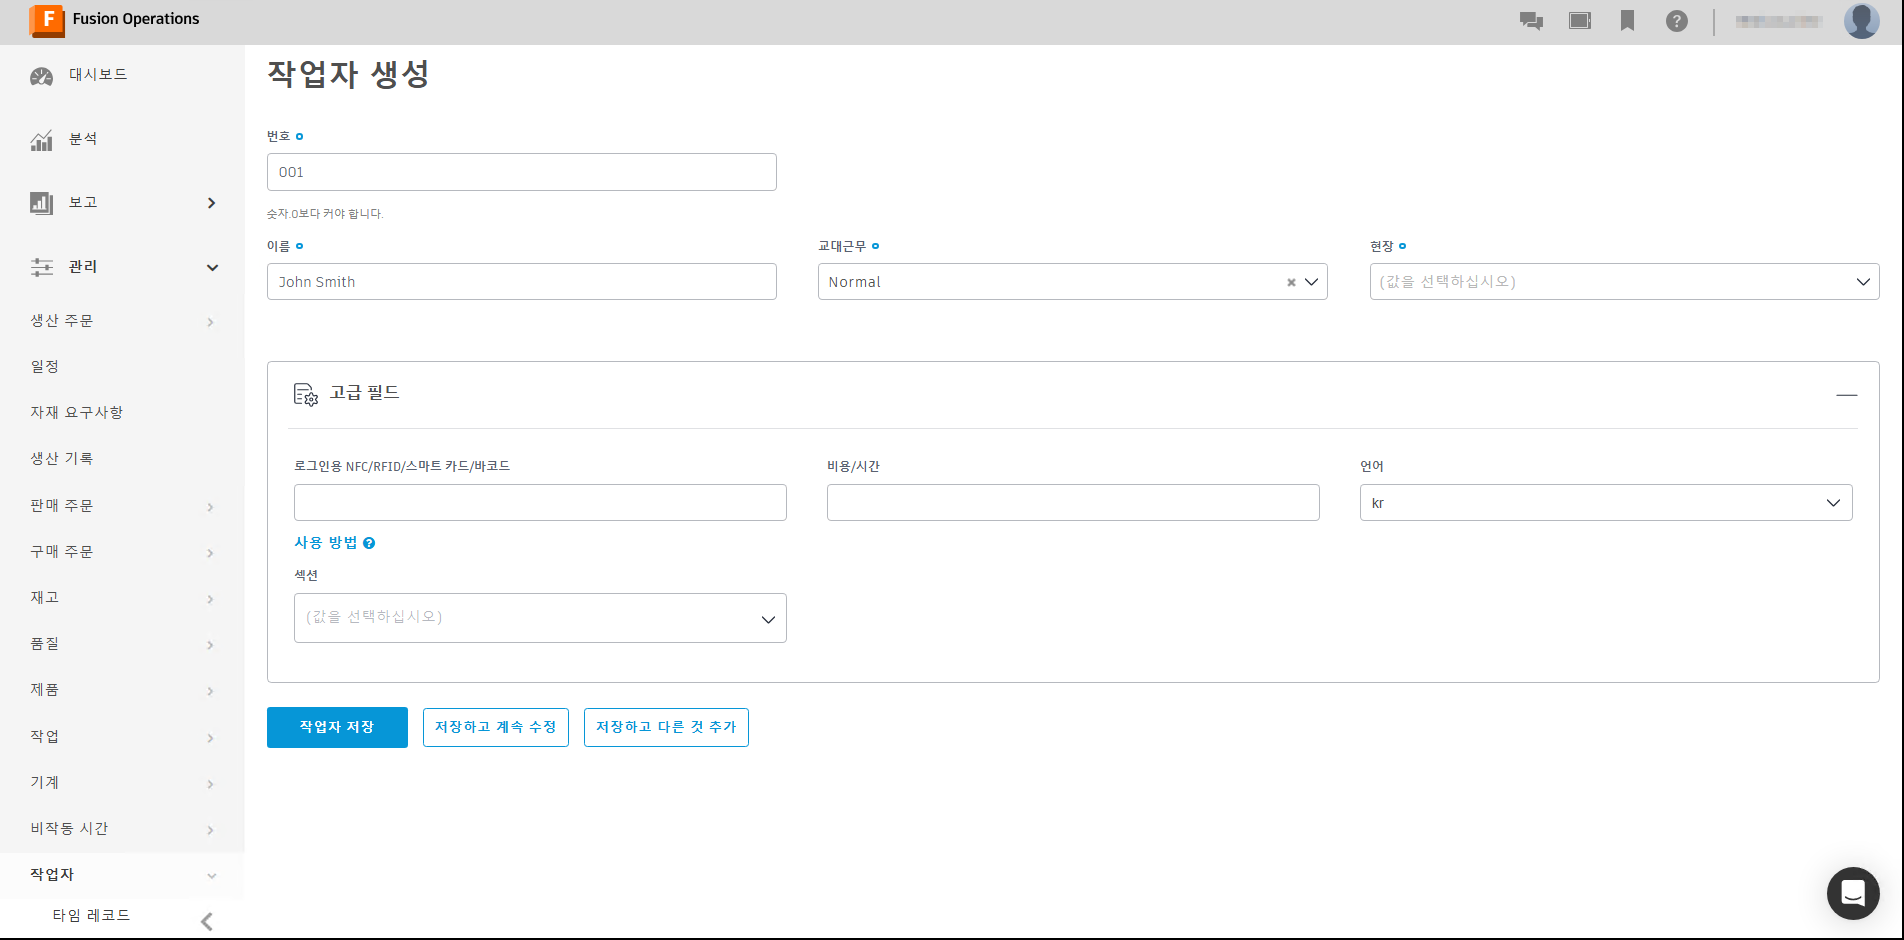 Fusion Operations
대시보드
분석
보고
관리
생산 주문
일정
자재 요구사항
생산 기록
판매 주문
구매 주문
재고
품질
제품
작업
기계
비작동 시간
작업자
타임 레코드
작업자 생성
번호
001
숫자.0보다 커야 합니다.
이름
John Smith
교대근무
Normal
현장
(값을 선택하십시오)
고급 필드
로그인용 NFC/RFID/스마트 카드/바코드
비용/시간
언어
kr
사용 방법
섹션
(값을 선택하십시오)
작업자 저장
저장하고 계속 수정
저장하고 다른 것 추가